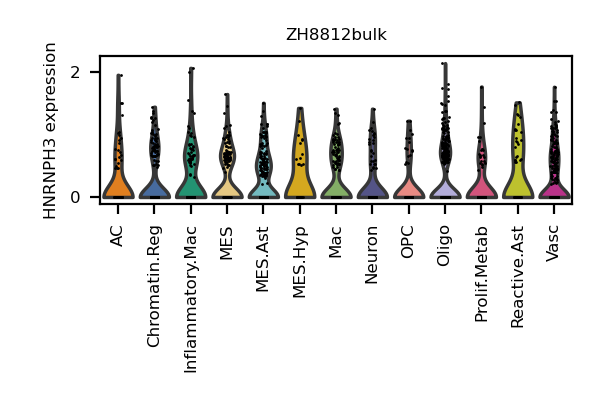 ZH8812bulk
HNRNPH3 expression
2
0
AC
Chromatin.Reg
Inflammatory.Mac
MES
MES.Ast
MES.Hyp
Mac
Neuron
OPC
Oligo
Prolif.Metab
Reactive.Ast
Vasc